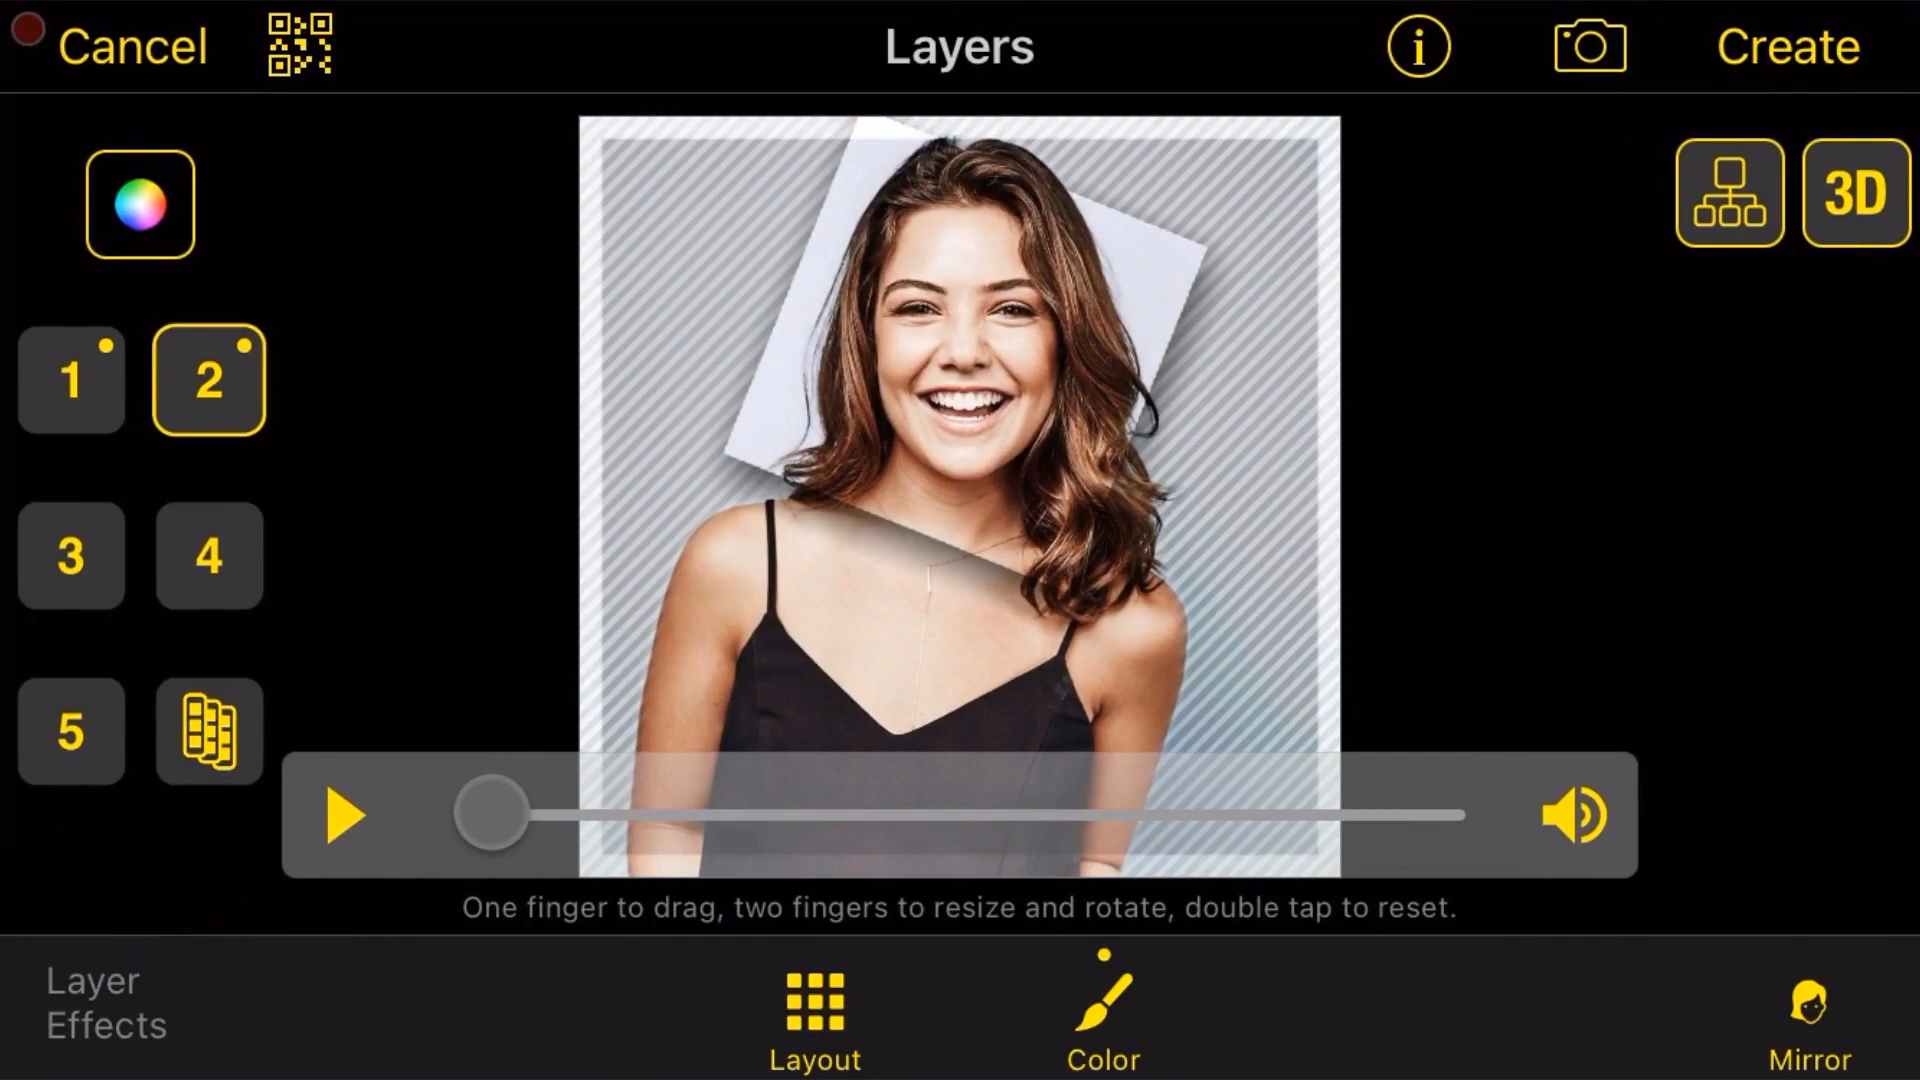 Cancel
Layers
Create
3D
1
2
3
4
5
One finger to drag, two fingers to resize and rotate, double tap to reset.
Layer
Effects
Layout
Color
Mirror